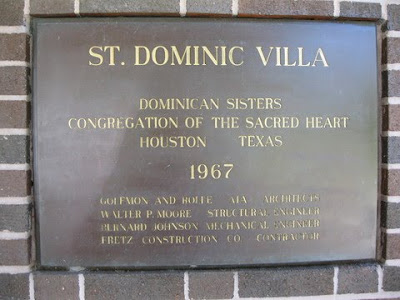 ST. DOMINIC VILLA
DOMINICAN SISTERS
CONGREGATION OF THE SACRED HEART
HOUSTON TEXAS
1967
GOLEMON AND ROLFE AIA ARCHITECTS
WALTER P. MOORE STRUCTURAL ENGINEER
BERNARD JOHNSON MECHANICAL ENGINEER
FRETZ CONSTRUCTION CO CONTRACTOR